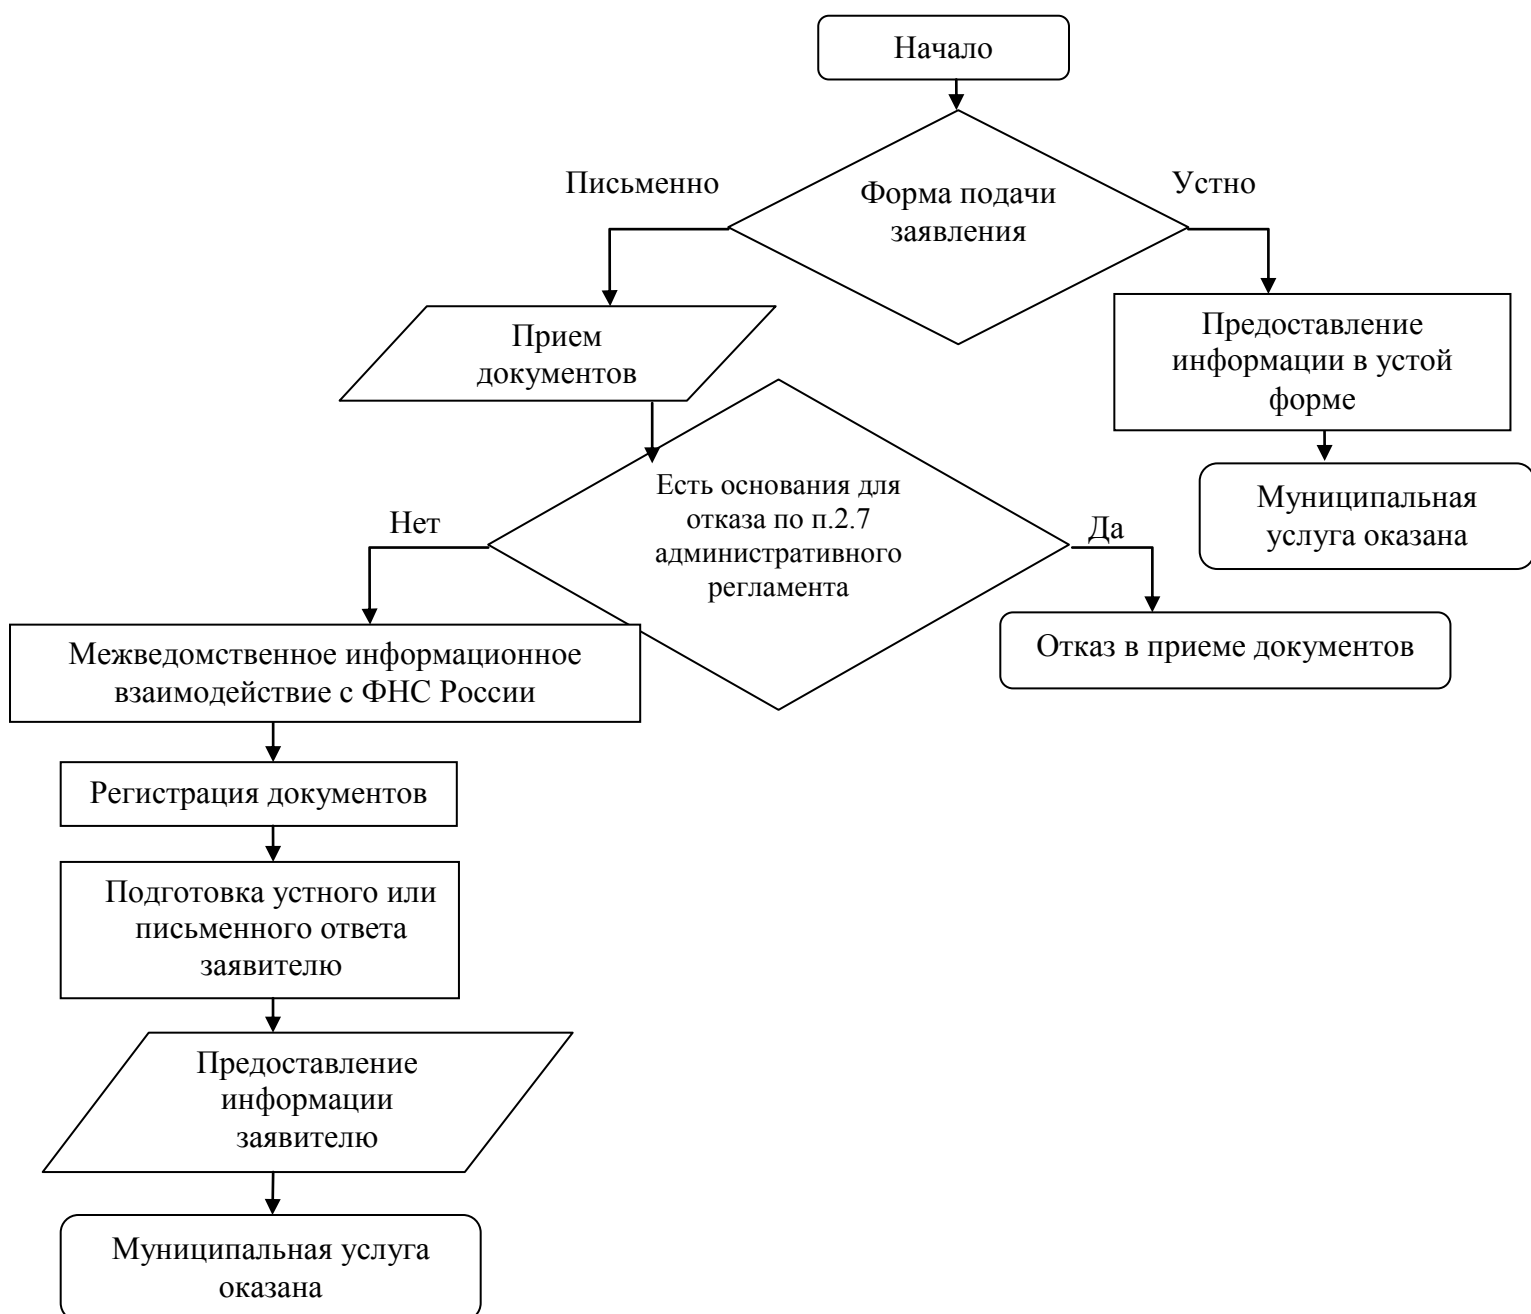 Начало
Письменно
Форма подачи
заявления
Устно
Прием
документов
Предоставление
информации в устой
форме
Есть основания для
отказа по п.2.7
административного
регламента
Муниципальная
услуга оказана
Нет
Да
Отказ в приеме документов
Межведомственное информационное
взаимодействие с ФНС России
Регистрация документов
Подготовка устного или
письменного ответа
заявителю
Предоставление
информации
заявителю
Муниципальная услуга
оказана